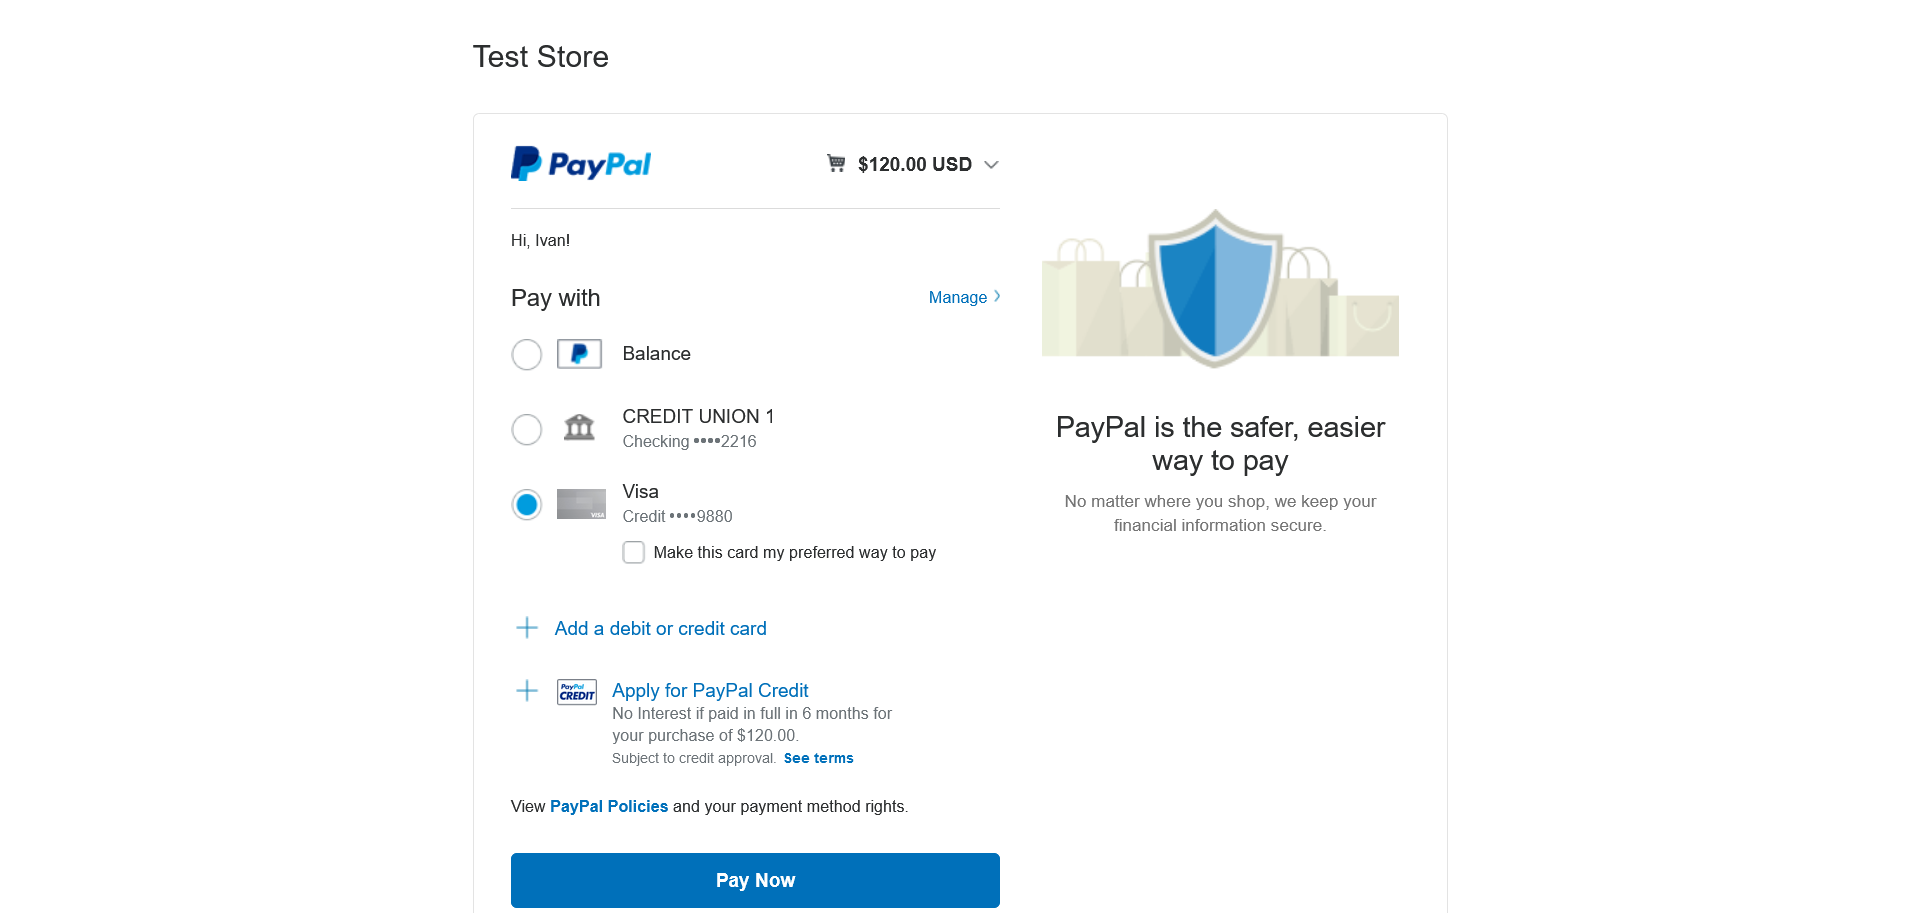 Test Store
PayPal
$120.00 USD
Hi, Ivan!
Pay with
Manage
Balance
CREDIT UNION 1
Checking ••••2216
VISA
Visa
Credit ••••9880
Make this card my preferred way to pay
Add a debit or credit card
PayPal
CREDIT
Apply for PayPal Credit
No Interest if paid in full in 6 months for
your purchase of $120.00.
Subject to credit approval. See terms
View PayPal Policies and your payment method rights.
Pay Now
PayPal is the safer, easier
way to pay
No matter where you shop, we keep your
financial information secure.